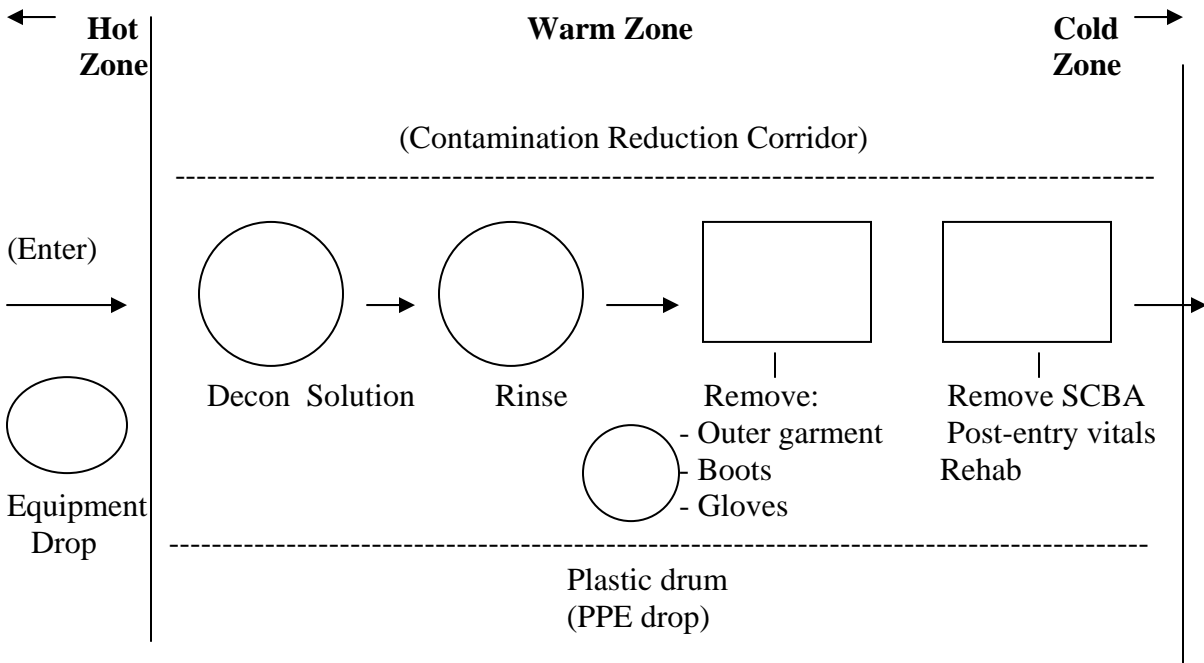 Hot
Zone
Warm Zone
Cold
Zone
(Contamination Reduction Corridor)
(Enter)
Decon Solution
Rinse
Remove:
- Outer garment
- Boots
- Gloves
Remove SCBA
Post-entry vitals
Rehab
Equipment
Drop
Plastic drum
(PPE drop)